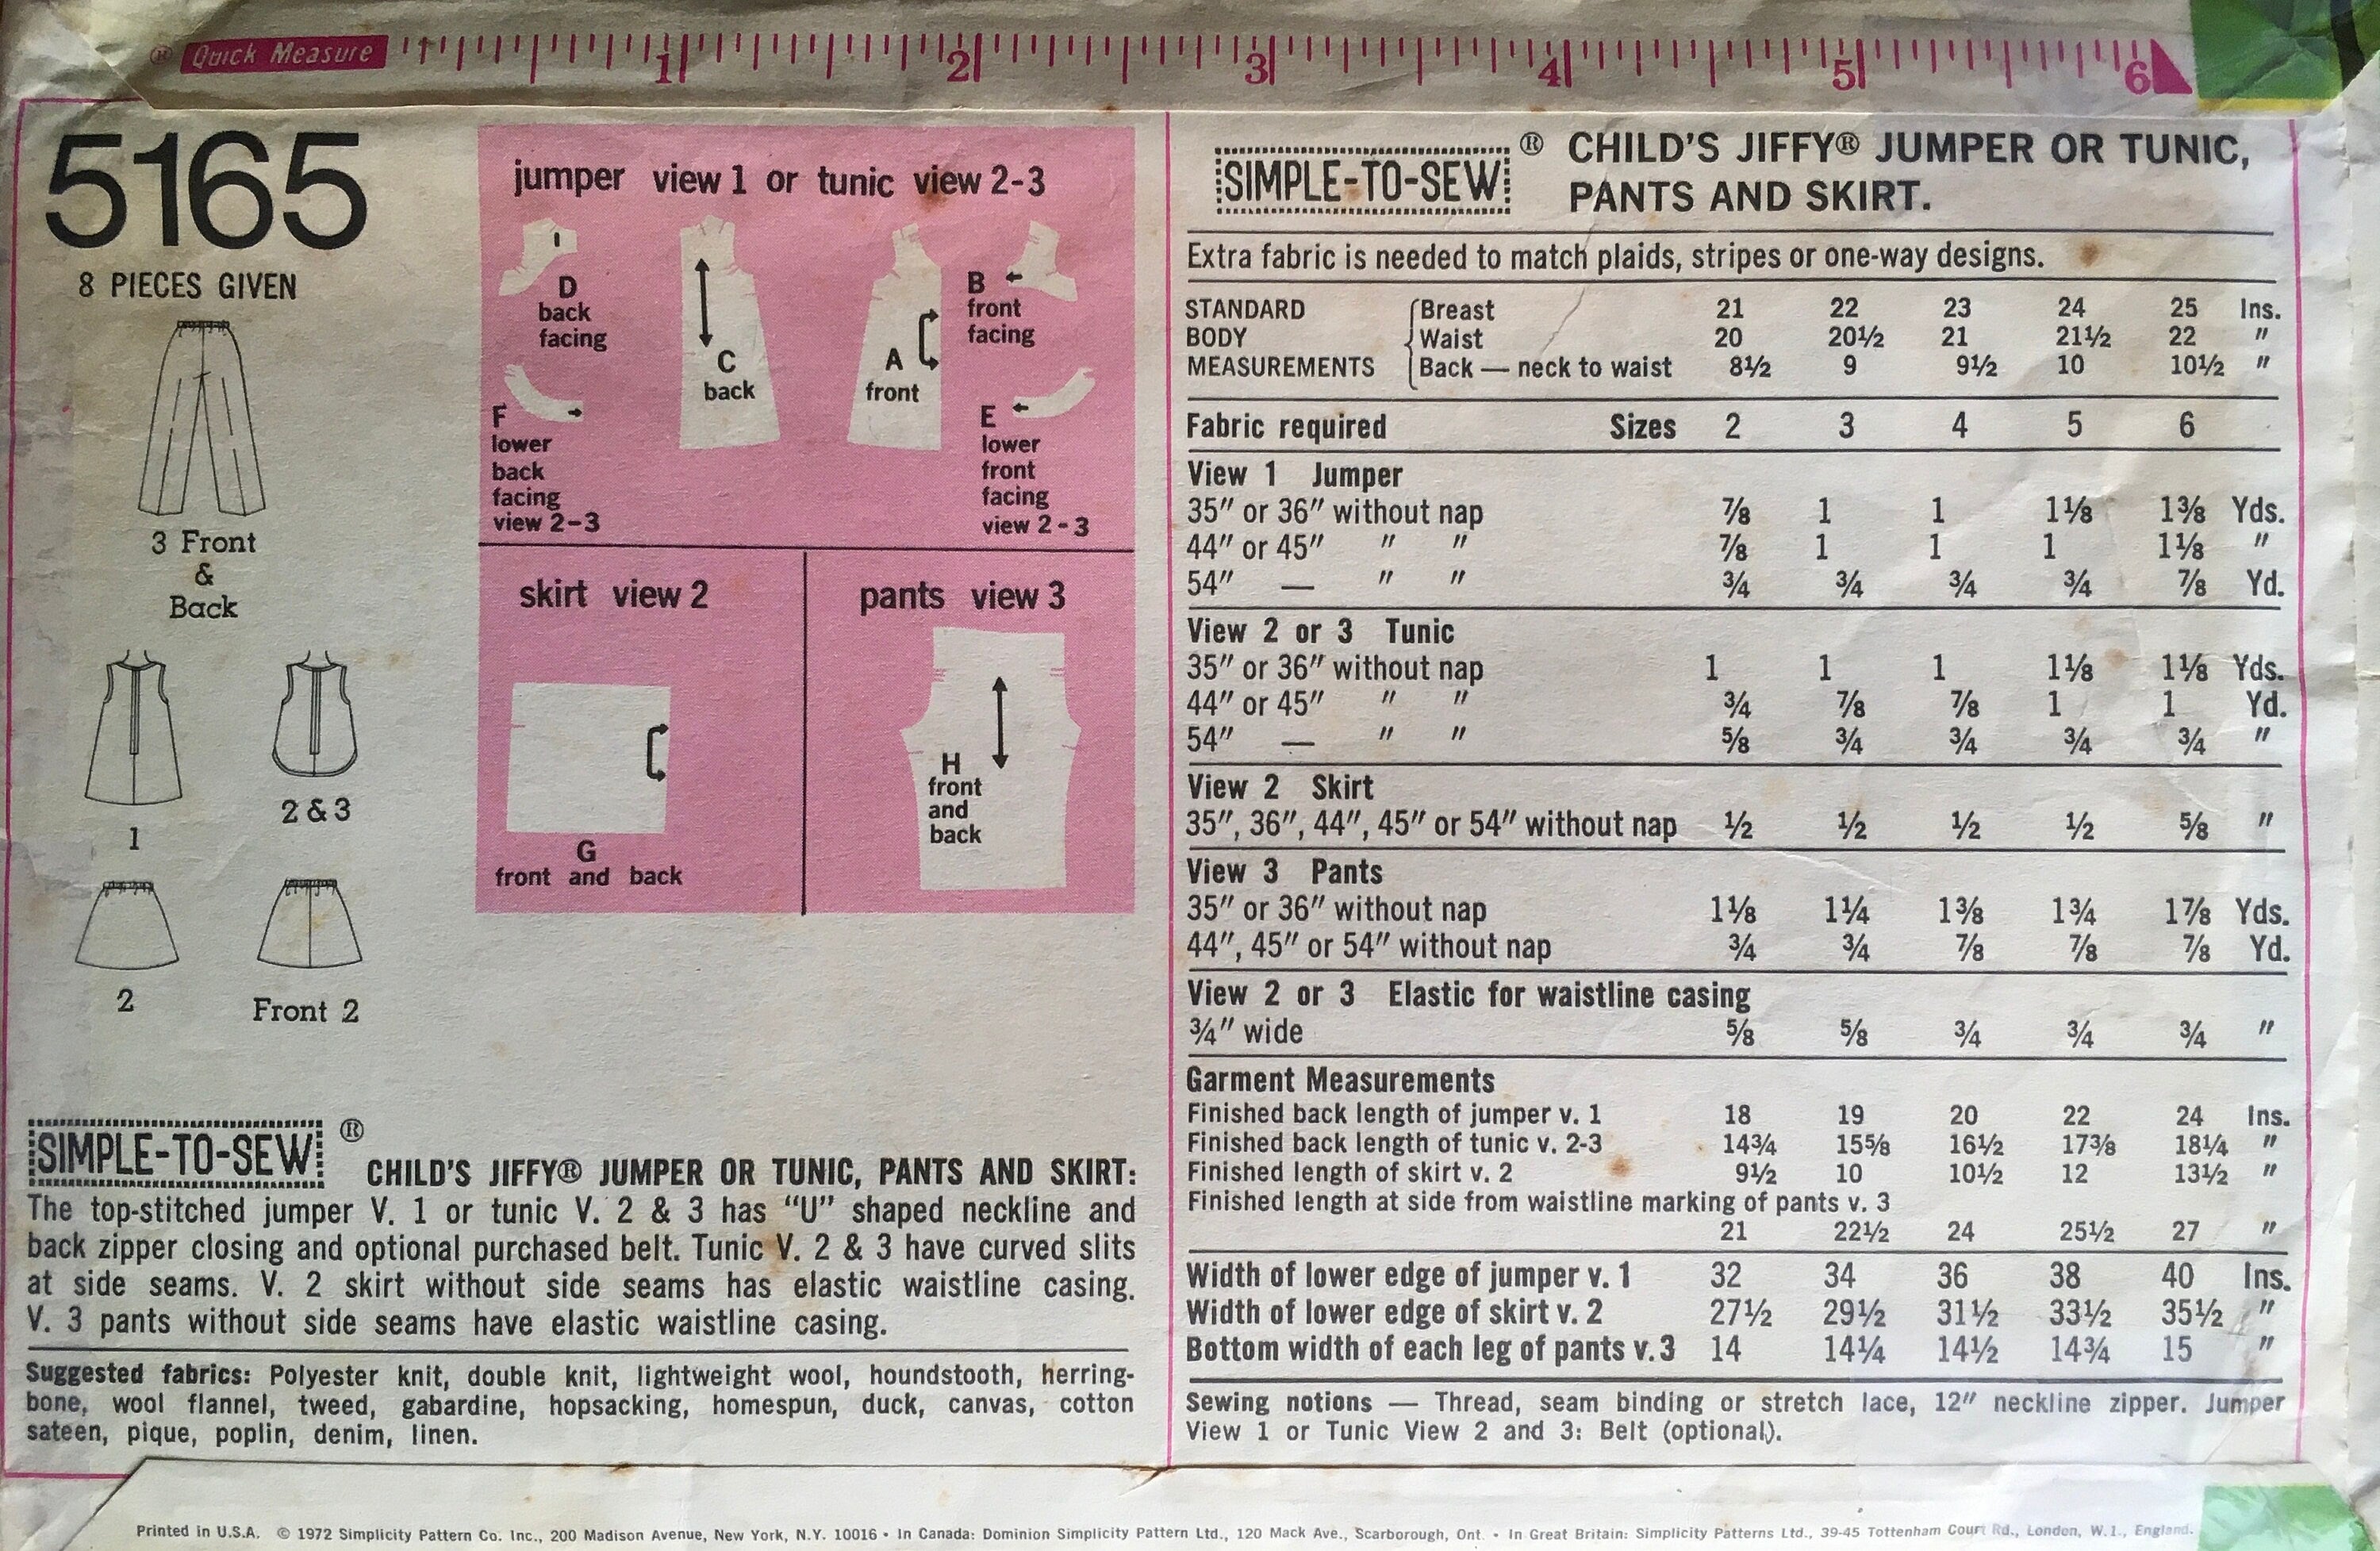 ® Quick Measure 1 2 3 4 5 6
5165
8 PIECES GIVEN
3 Front
&
Back
1
2 & 3
2
Front 2
jumper view 1 or tunic view 2-3
D
back
facing
C
back
A
front
B
front
facing
F
lower
back
facing
view 2-3
E
lower
front
facing
view 2-3
skirt view 2
G
front and back
pants view 3
H
front
and
back
SIMPLE-TO-SEW ®
CHILD'S JIFFY® JUMPER OR TUNIC, PANTS AND SKIRT:
The top-stitched jumper V. 1 or tunic V. 2 & 3 has "U" shaped neckline and
back zipper closing and optional purchased belt. Tunic V. 2 & 3 have curved slits
at side seams. V. 2 skirt without side seams has elastic waistline casing.
V. 3 pants without side seams have elastic waistline casing.
Suggested fabrics: Polyester knit, double knit, lightweight wool, houndstooth, herring-
bone, wool flannel, tweed, gabardine, hopsacking, homespun, duck, canvas, cotton
sateen, pique, poplin, denim, linen.
SIMPLE-TO-SEW ® CHILD'S JIFFY® JUMPER OR TUNIC,
PANTS AND SKIRT.
Extra fabric is needed to match plaids, stripes or one-way designs.
STANDARD Breast 21 22 23 24 25 Ins.
BODY Waist 20 20½ 21 21½ 22 "
MEASUREMENTS Back — neck to waist 8½ 9 9½ 10 10½ "
Fabric required Sizes 2 3 4 5 6
View 1 Jumper
35" or 36" without nap ⅞ 1 1 1⅛ 1⅜ Yds.
44" or 45" " " ⅞ 1 1 1 1⅛ "
54" — " " ¾ ¾ ¾ ¾ ⅞ Yd.
View 2 or 3 Tunic
35" or 36" without nap 1 1 1 1⅛ 1⅛ Yds.
44" or 45" " " ¾ ⅞ ⅞ 1 1 Yd.
54" — " " ⅝ ¾ ¾ ¾ ¾ "
View 2 Skirt
35", 36", 44", 45" or 54" without nap ½ ½ ½ ½ ⅝ "
View 3 Pants
35" or 36" without nap 1⅛ 1¼ 1⅜ 1¾ 1⅞ Yds.
44", 45" or 54" without nap ¾ ¾ ⅞ ⅞ ⅞ Yd.
View 2 or 3 Elastic for waistline casing
¾" wide ⅝ ⅝ ¾ ¾ ¾ "
Garment Measurements
Finished back length of jumper v. 1 18 19 20 22 24 Ins.
Finished back length of tunic v. 2-3 14¾ 15⅝ 16½ 17⅜ 18¼ "
Finished length of skirt v. 2 9½ 10 10½ 12 13½ "
Finished length at side from waistline marking of pants v. 3
21 22½ 24 25½ 27 "
Width of lower edge of jumper v. 1 32 34 36 38 40 Ins.
Width of lower edge of skirt v. 2 27½ 29½ 31½ 33½ 35½ "
Bottom width of each leg of pants v. 3 14 14¼ 14½ 14¾ 15 "
Sewing notions — Thread, seam binding or stretch lace, 12" neckline zipper. Jumper
View 1 or Tunic View 2 and 3: Belt (optional).
Printed in U.S.A. © 1972 Simplicity Pattern Co. Inc., 200 Madison Avenue, New York, N.Y. 10016 • In Canada: Dominion Simplicity Pattern Ltd., 120 Mack Ave., Scarborough, Ont. • In Great Britain: Simplicity Patterns Ltd., 39-45 Tottenham Court Rd., London, W.1., England.